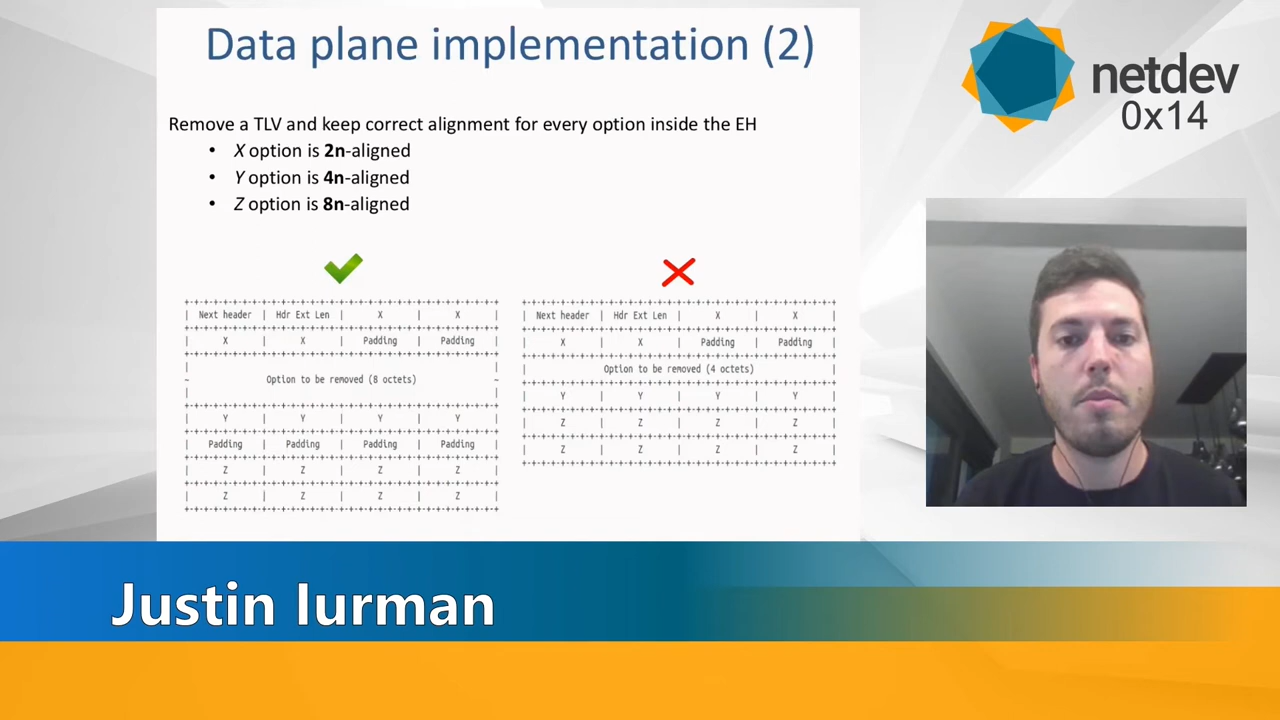 Data plane implementation (2)
Remove a TLV and keep correct alignment for every option inside the EH
• X option is 2n-aligned
• Y option is 4n-aligned
• Z option is 8n-aligned
+-+-+-+-+-+-+-+-+-+-+-+-+-+-+-+-+-+-+-+-+-+-+-+-+-+-+-+-+-+-+-+-+
| Next header | Hdr Ext Len | X | X |
+-+-+-+-+-+-+-+-+-+-+-+-+-+-+-+-+-+-+-+-+-+-+-+-+-+-+-+-+-+-+-+-+
| X | X | Padding | Padding |
+-+-+-+-+-+-+-+-+-+-+-+-+-+-+-+-+-+-+-+-+-+-+-+-+-+-+-+-+-+-+-+-+
| |
~ Option to be removed (8 octets) ~
| |
+-+-+-+-+-+-+-+-+-+-+-+-+-+-+-+-+-+-+-+-+-+-+-+-+-+-+-+-+-+-+-+-+
| Y | Y | Y | Y |
+-+-+-+-+-+-+-+-+-+-+-+-+-+-+-+-+-+-+-+-+-+-+-+-+-+-+-+-+-+-+-+-+
| Padding | Padding | Padding | Padding |
+-+-+-+-+-+-+-+-+-+-+-+-+-+-+-+-+-+-+-+-+-+-+-+-+-+-+-+-+-+-+-+-+
| Z | Z | Z | Z |
+-+-+-+-+-+-+-+-+-+-+-+-+-+-+-+-+-+-+-+-+-+-+-+-+-+-+-+-+-+-+-+-+
| Z | Z | Z | Z |
+-+-+-+-+-+-+-+-+-+-+-+-+-+-+-+-+-+-+-+-+-+-+-+-+-+-+-+-+-+-+-+-+
+-+-+-+-+-+-+-+-+-+-+-+-+-+-+-+-+-+-+-+-+-+-+-+-+-+-+-+-+-+-+-+-+
| Next header | Hdr Ext Len | X | X |
+-+-+-+-+-+-+-+-+-+-+-+-+-+-+-+-+-+-+-+-+-+-+-+-+-+-+-+-+-+-+-+-+
| X | X | Padding | Padding |
+-+-+-+-+-+-+-+-+-+-+-+-+-+-+-+-+-+-+-+-+-+-+-+-+-+-+-+-+-+-+-+-+
| Option to be removed (4 octets) |
+-+-+-+-+-+-+-+-+-+-+-+-+-+-+-+-+-+-+-+-+-+-+-+-+-+-+-+-+-+-+-+-+
| Y | Y | Y | Y |
+-+-+-+-+-+-+-+-+-+-+-+-+-+-+-+-+-+-+-+-+-+-+-+-+-+-+-+-+-+-+-+-+
| Z | Z | Z | Z |
+-+-+-+-+-+-+-+-+-+-+-+-+-+-+-+-+-+-+-+-+-+-+-+-+-+-+-+-+-+-+-+-+
| Z | Z | Z | Z |
+-+-+-+-+-+-+-+-+-+-+-+-+-+-+-+-+-+-+-+-+-+-+-+-+-+-+-+-+-+-+-+-+
netdev
0x14
Justin Iurman